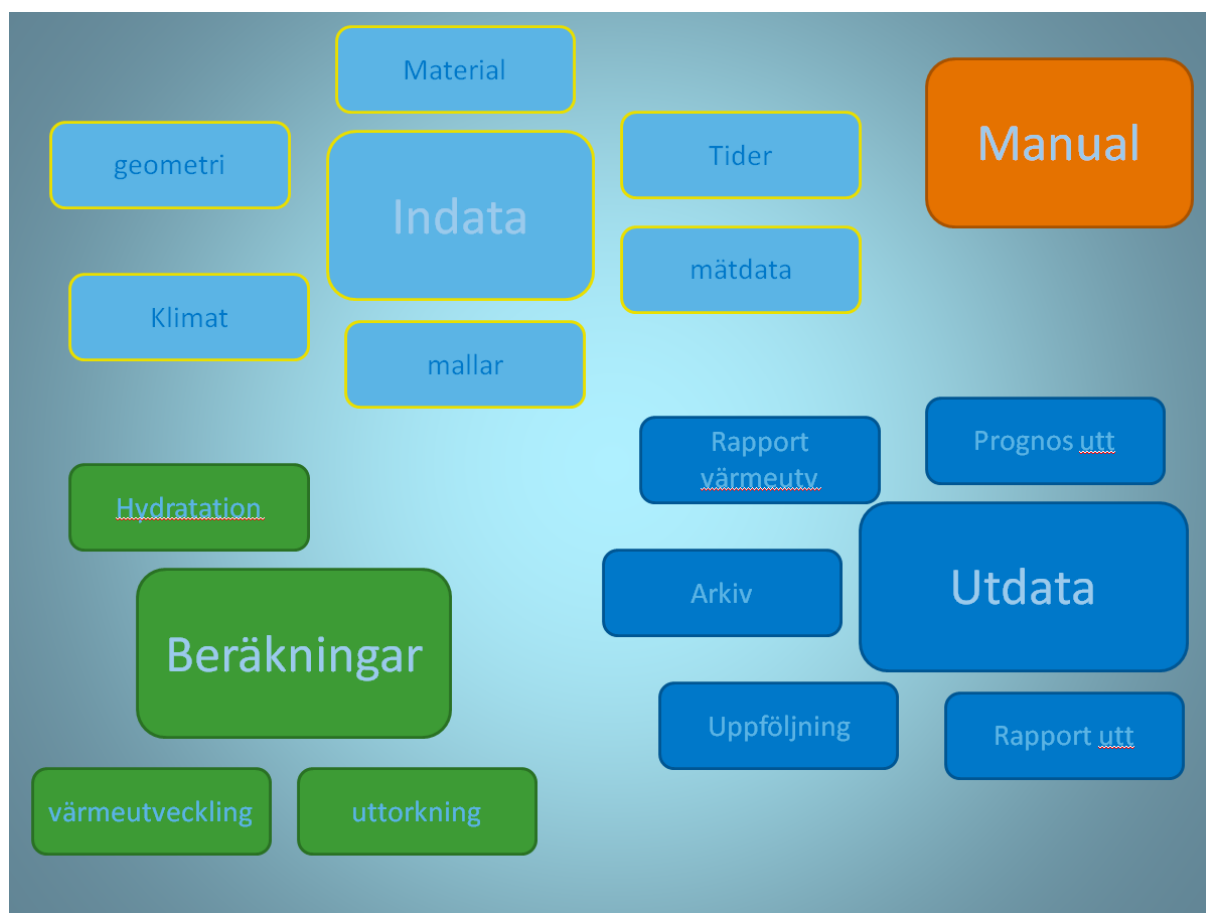 Material
geometri
Indata
Tider
Manual
mätdata
Klimat
mallar
Rapport
värmeutv
Prognos utt
Hydratation
Arkiv
Utdata
Beräkningar
Uppföljning
Rapport utt
värmeutveckling
uttorkning